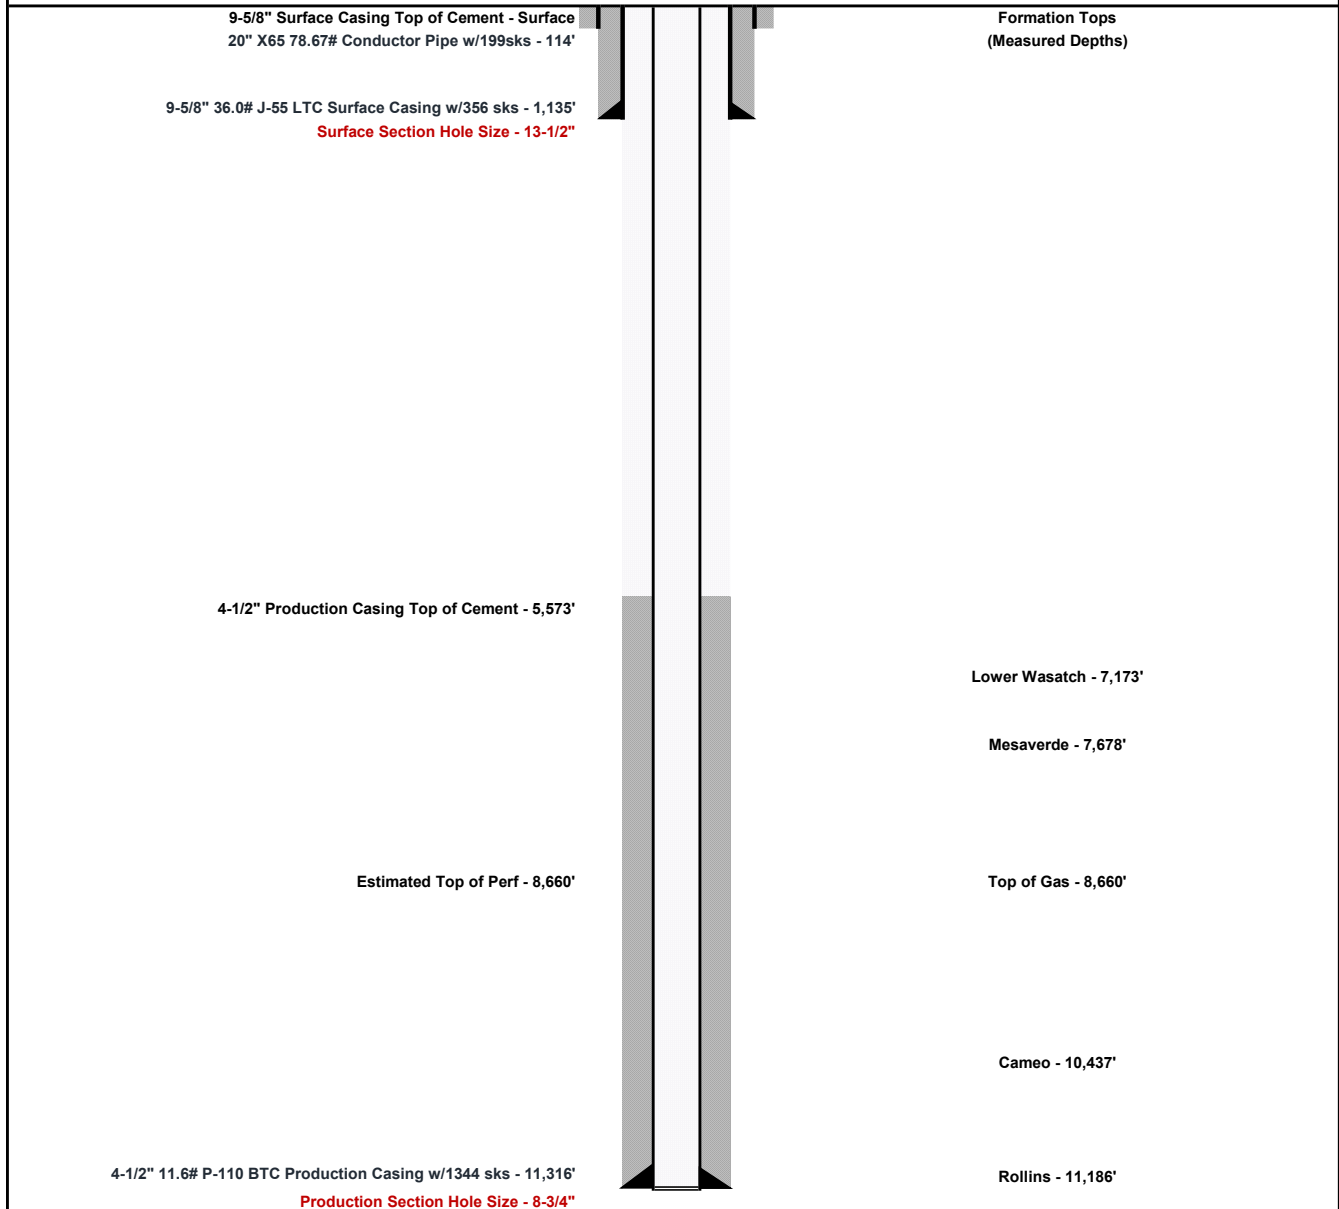 9-5/8" Surface Casing Top of Cement - Surface
Formation Tops
20" X65 78.67# Conductor Pipe w/199sks - 114'
(Measured Depths)
9-5/8" 36.0# J-55 LTC Surface Casing w/356 sks - 1,135'
Surface Section Hole Size - 13-1/2"
4-1/2" Production Casing Top of Cement - 5,573'
Lower Wasatch - 7,173'
Mesaverde - 7,678'
Estimated Top of Perf - 8,660'
Top of Gas - 8,660'
Cameo - 10,437'
4-1/2" 11.6# P-110 BTC Production Casing w/1344 sks - 11,316'
Rollins - 11,186'
Production Section Hole Size - 8-3/4"